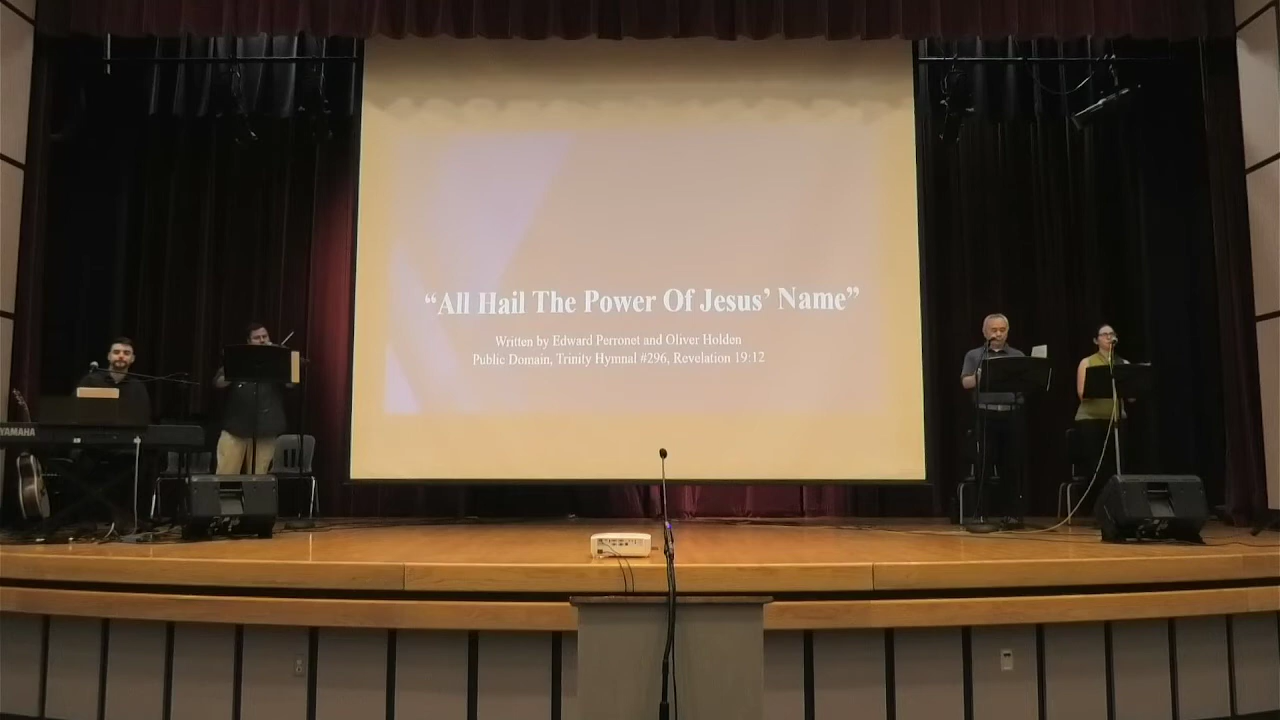 “All Hail The Power Of Jesus’ Name”
Written by Edward Perronet and Oliver Holden
Public Domain, Trinity Hymnal #296, Revelation 19:12
YAMAHA